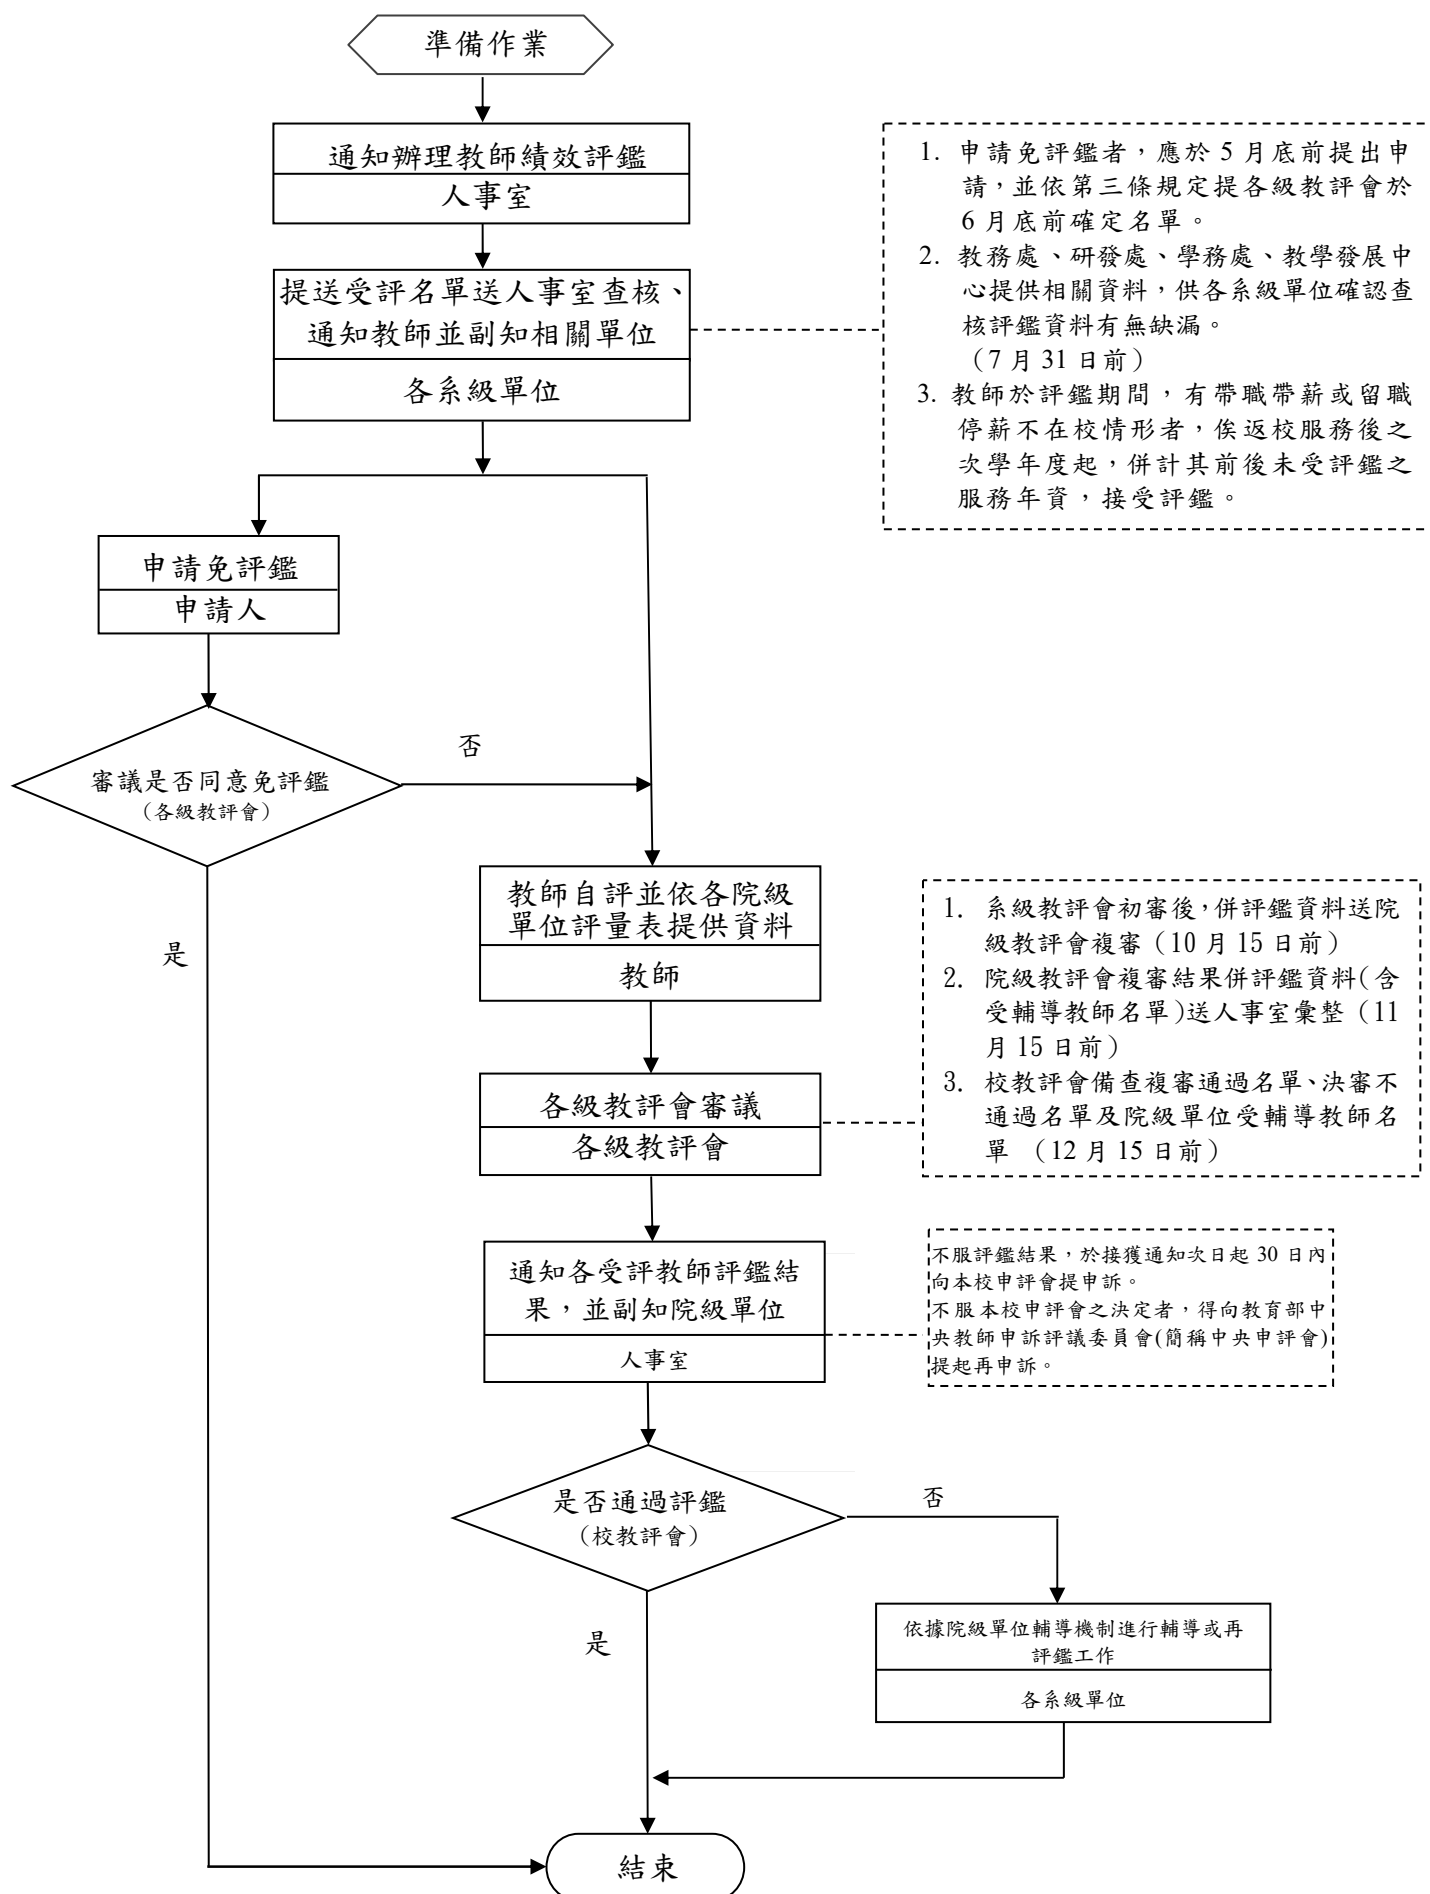 準備作業
通知辦理教師績效評鑑
人事室
提送受評名單送人事室查核、
通知教師並副知相關單位
各系級單位
1. 申請免評鑑者，應於 5 月底前提出申
請，並依第三條規定提各級教評會於
6 月底前確定名單。
2. 教務處、研發處、學務處、教學發展中
心提供相關資料，供各系級單位確認查
核評鑑資料有無缺漏。
（7 月 31 日前）
3. 教師於評鑑期間，有帶職帶薪或留職
停薪不在校情形者，俟返校服務後之
次學年度起，併計其前後未受評鑑之
服務年資，接受評鑑。
申請免評鑑
申請人
審議是否同意免評鑑
（各級教評會）
否
是
教師自評並依各院級
單位評量表提供資料
教師
各級教評會審議
各級教評會
1. 系級教評會初審後，併評鑑資料送院
級教評會複審（10 月 15 日前）
2. 院級教評會複審結果併評鑑資料(含
受輔導教師名單)送人事室彙整（11
月 15 日前）
3. 校教評會備查複審通過名單、決審不
通過名單及院級單位受輔導教師名
單 （12 月 15 日前）
通知各受評教師評鑑結
果，並副知院級單位
人事室
不服評鑑結果，於接獲通知次日起 30 日內
向本校申評會提申訴。
不服本校申評會之決定者，得向教育部中
央教師申訴評議委員會(簡稱中央申評會)
提起再申訴。
是否通過評鑑
（校教評會）
否
是
依據院級單位輔導機制進行輔導或再
評鑑工作
各系級單位
結束